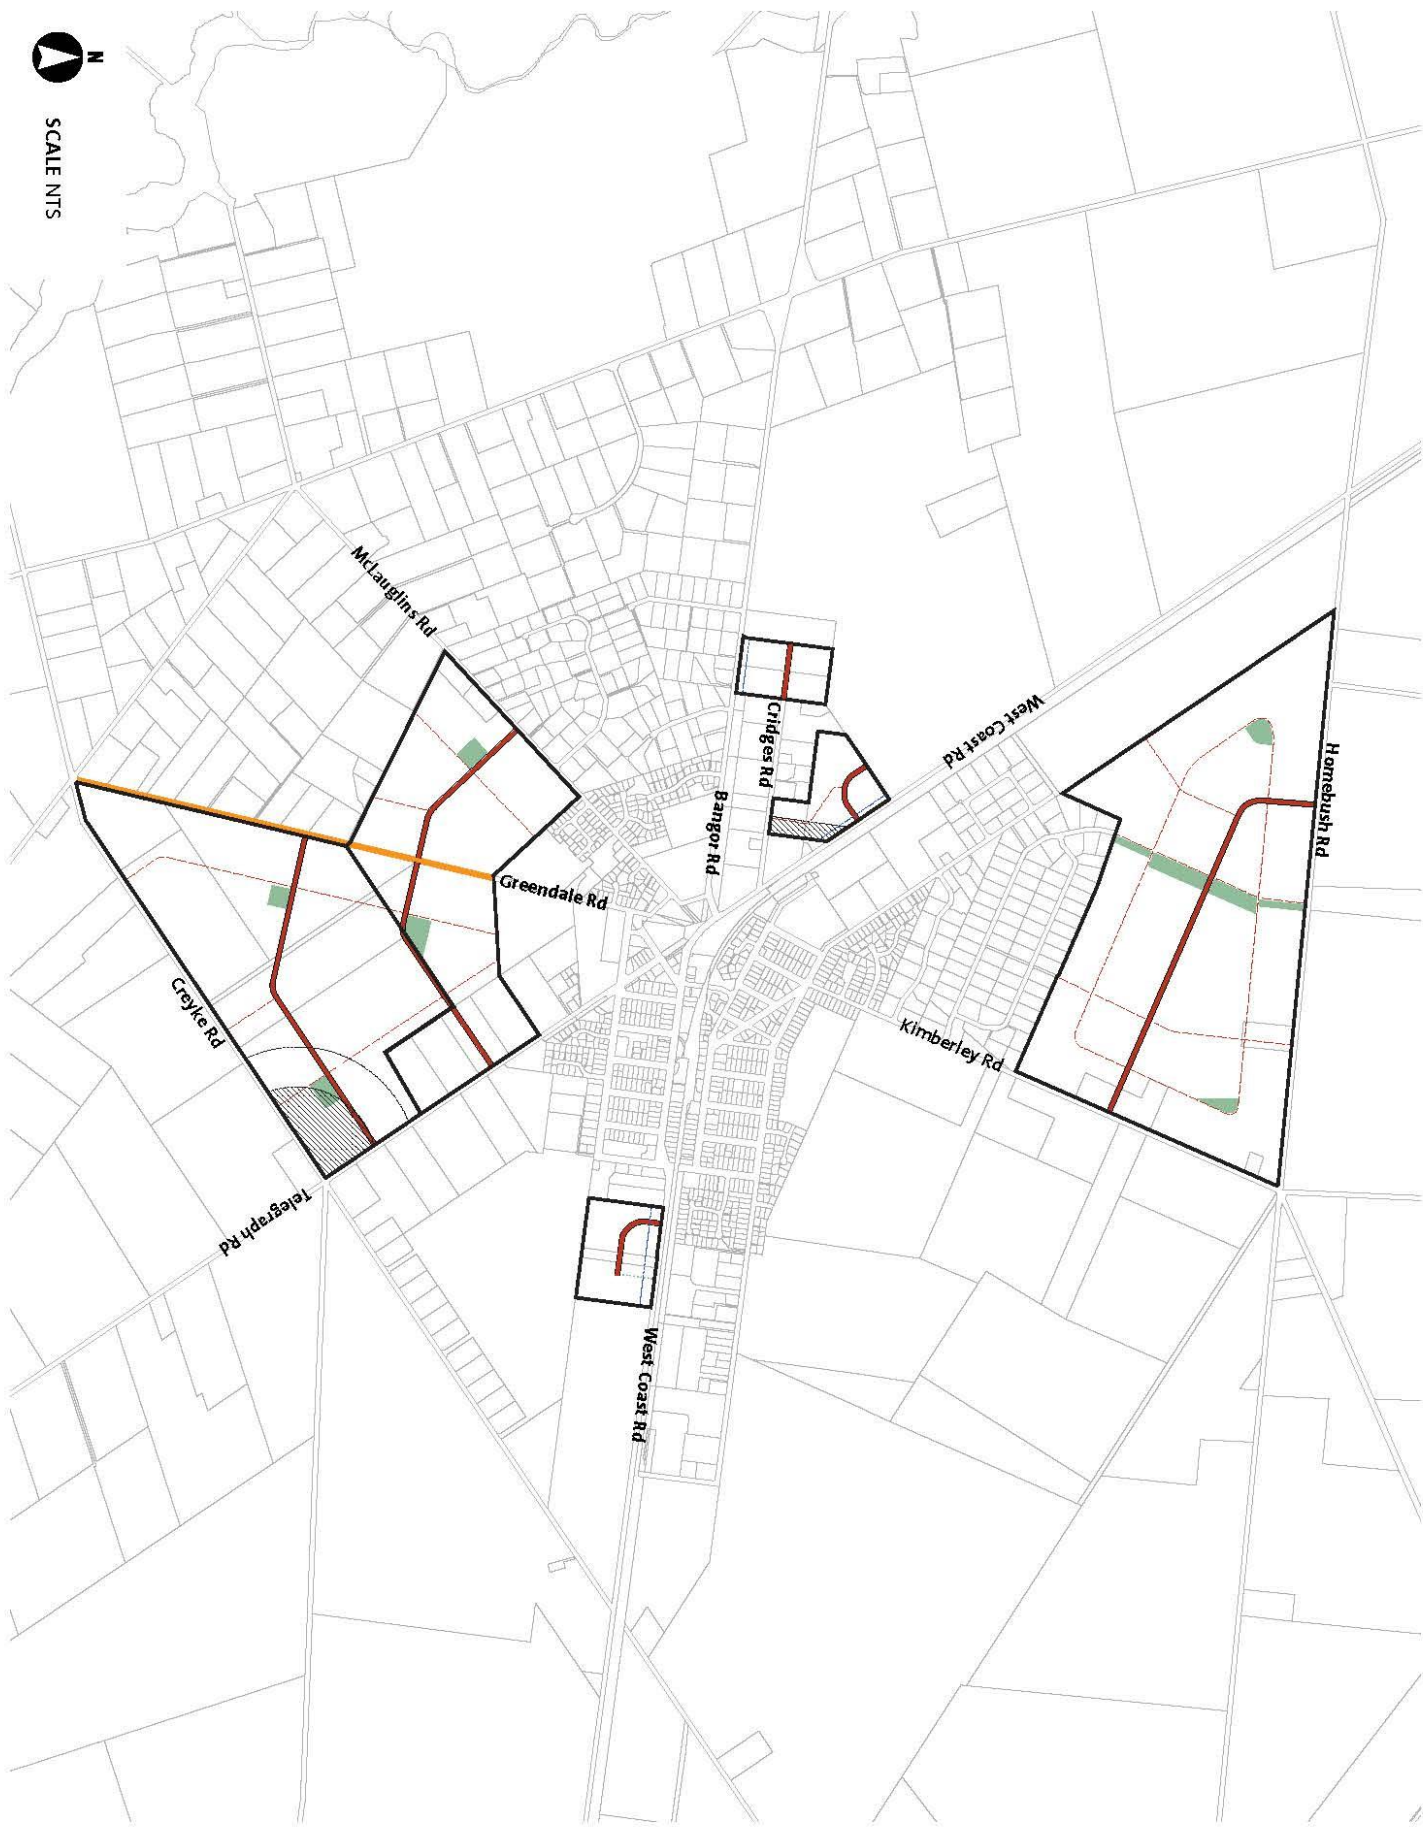 N
SCALE NTS
McLauglins Rd
West Coast Rd
Cridges Rd
Homebush Rd
Bangor Rd
Greendale Rd
Creyke Rd
Kimberley Rd
Telegraph Rd
West Coast Rd